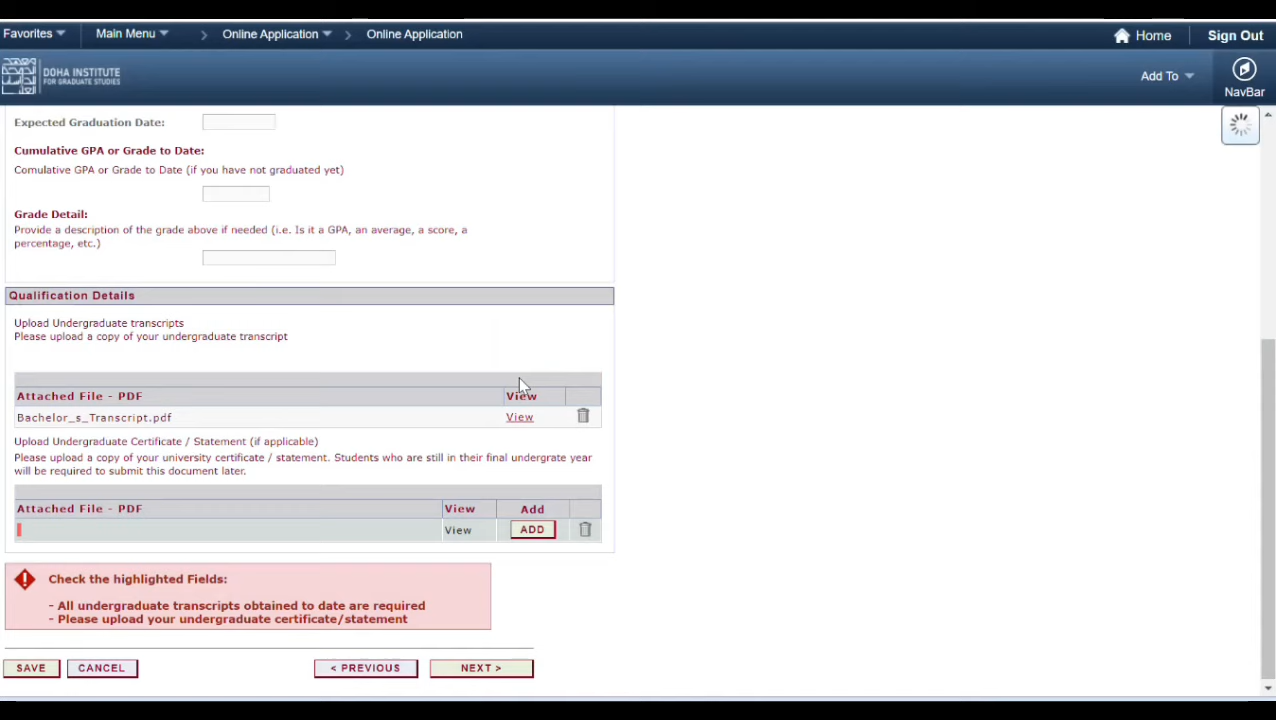 Favorites
Main Menu
Online Application
Online Application
Home
Sign Out
DOHA INSTITUTE
FOR GRADUATE STUDIES
Add To
NavBar
Expected Graduation Date:
Cumulative GPA or Grade to Date:
Comulative GPA or Grade to Date (if you have not graduated yet)
Grade Detail:
Provide a description of the grade above if needed (i.e. Is it a GPA, an average, a score, a
percentage, etc.)
Qualification Details
Upload Undergraduate transcripts
Please upload a copy of your undergraduate transcript
Attached File - PDF
View
Bachelor_s_Transcript.pdf
View
Upload Undergraduate Certificate / Statement (if applicable)
Please upload a copy of your university certificate / statement. Students who are still in their final undergrate year
will be required to submit this document later.
Attached File - PDF
View
Add
View
ADD
Check the highlighted Fields:
- All undergraduate transcripts obtained to date are required
- Please upload your undergraduate certificate/statement
SAVE
CANCEL
< PREVIOUS
NEXT >